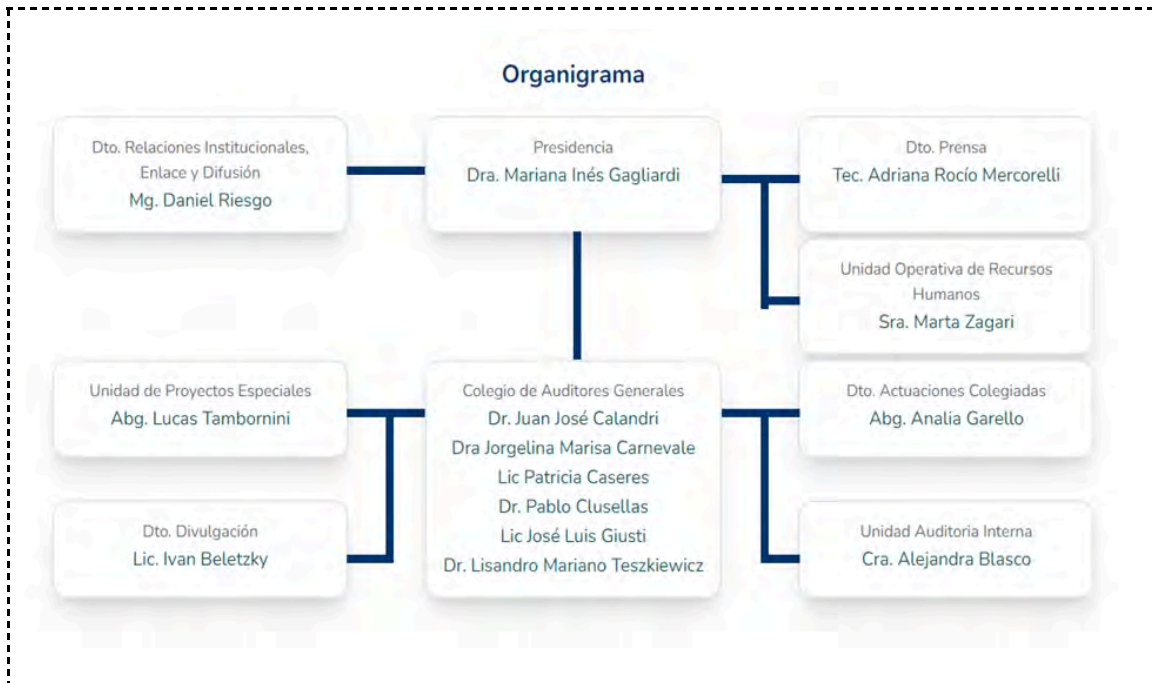 Organigrama
Dto. Relaciones Institucionales,
Enlace y Difusión
Mg. Daniel Riesgo
Presidencia
Dra. Mariana Inés Gagliardi
Dto. Prensa
Tec. Adriana Rocío Mercorelli
Unidad Operativa de Recursos
Humanos
Sra. Marta Zagari
Unidad de Proyectos Especiales
Abg. Lucas Tambornini
Colegio de Auditores Generales
Dr. Juan José Calandri
Dra Jorgelina Marisa Carnevale
Lic Patricia Caseres
Dr. Pablo Clusellas
Lic José Luis Giusti
Dr. Lisandro Mariano Teszkiewicz
Dto. Actuaciones Colegiadas
Abg. Analia Garello
Dto. Divulgación
Lic. Ivan Beletzky
Unidad Auditoria Interna
Cra. Alejandra Blasco